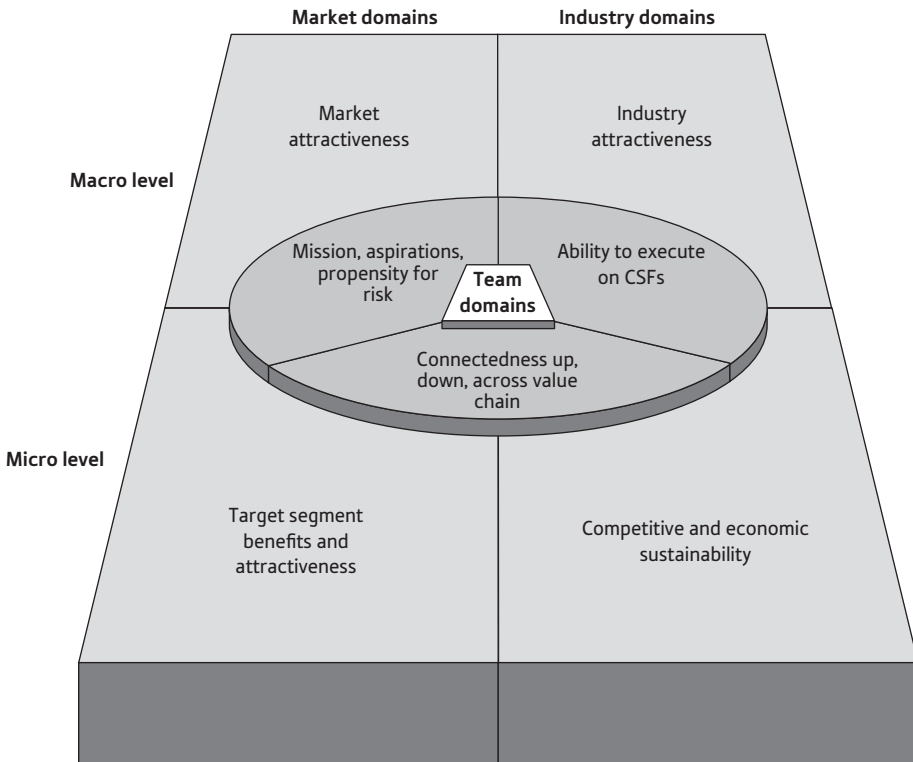 Market domains
Industry domains
Market
attractiveness
Industry
attractiveness
Macro level
Mission, aspirations,
propensity for
risk
Ability to execute
on CSFs
Team
domains
Connectedness up,
down, across value
chain
Micro level
Target segment
benefits and
attractiveness
Competitive and economic
sustainability